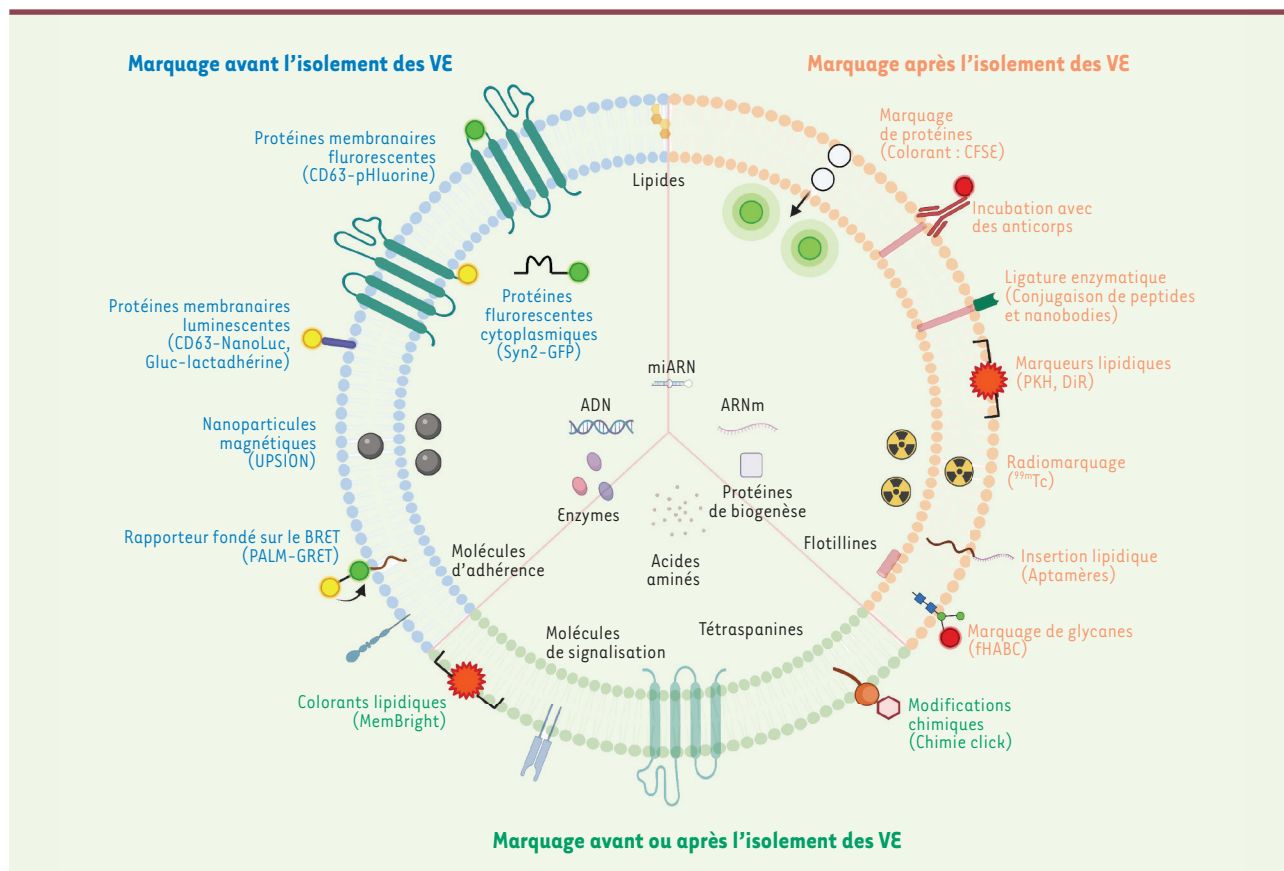 Marquage avant l'isolement des VE
Marquage après l'isolement des VE
Protéines membranaires
flurorescentes
(CD63-pHluorine)
Protéines membranaires
luminescentes
(CD63-NanoLuc,
Gluc-lactadhérine)
Nanoparticules
magnétiques
(UPSION)
Rapporteur fondé sur le BRET
(PALM-GRET)
Protéines
flurorescentes
cytoplasmiques
(Syn2-GFP)
Lipides
miARN
ADN
ARNm
Enzymes
Protéines
de biogenèse
Acides
aminés
Molécules
d'adhérence
Flotillines
Molécules
de signalisation
Tétraspanines
Marquage
de protéines
(Colorant : CFSE)
Incubation avec
des anticorps
Ligature enzymatique
(Conjugaison de peptides
et nanobodies)
Marqueurs lipidiques
(PKH, DiR)
Radiomarquage
(⁹⁹ᵐTc)
Insertion lipidique
(Aptamères)
Marquage de glycanes
(fHABC)
Colorants lipidiques
(MemBright)
Modifications
chimiques
(Chimie click)
Marquage avant ou après l'isolement des VE